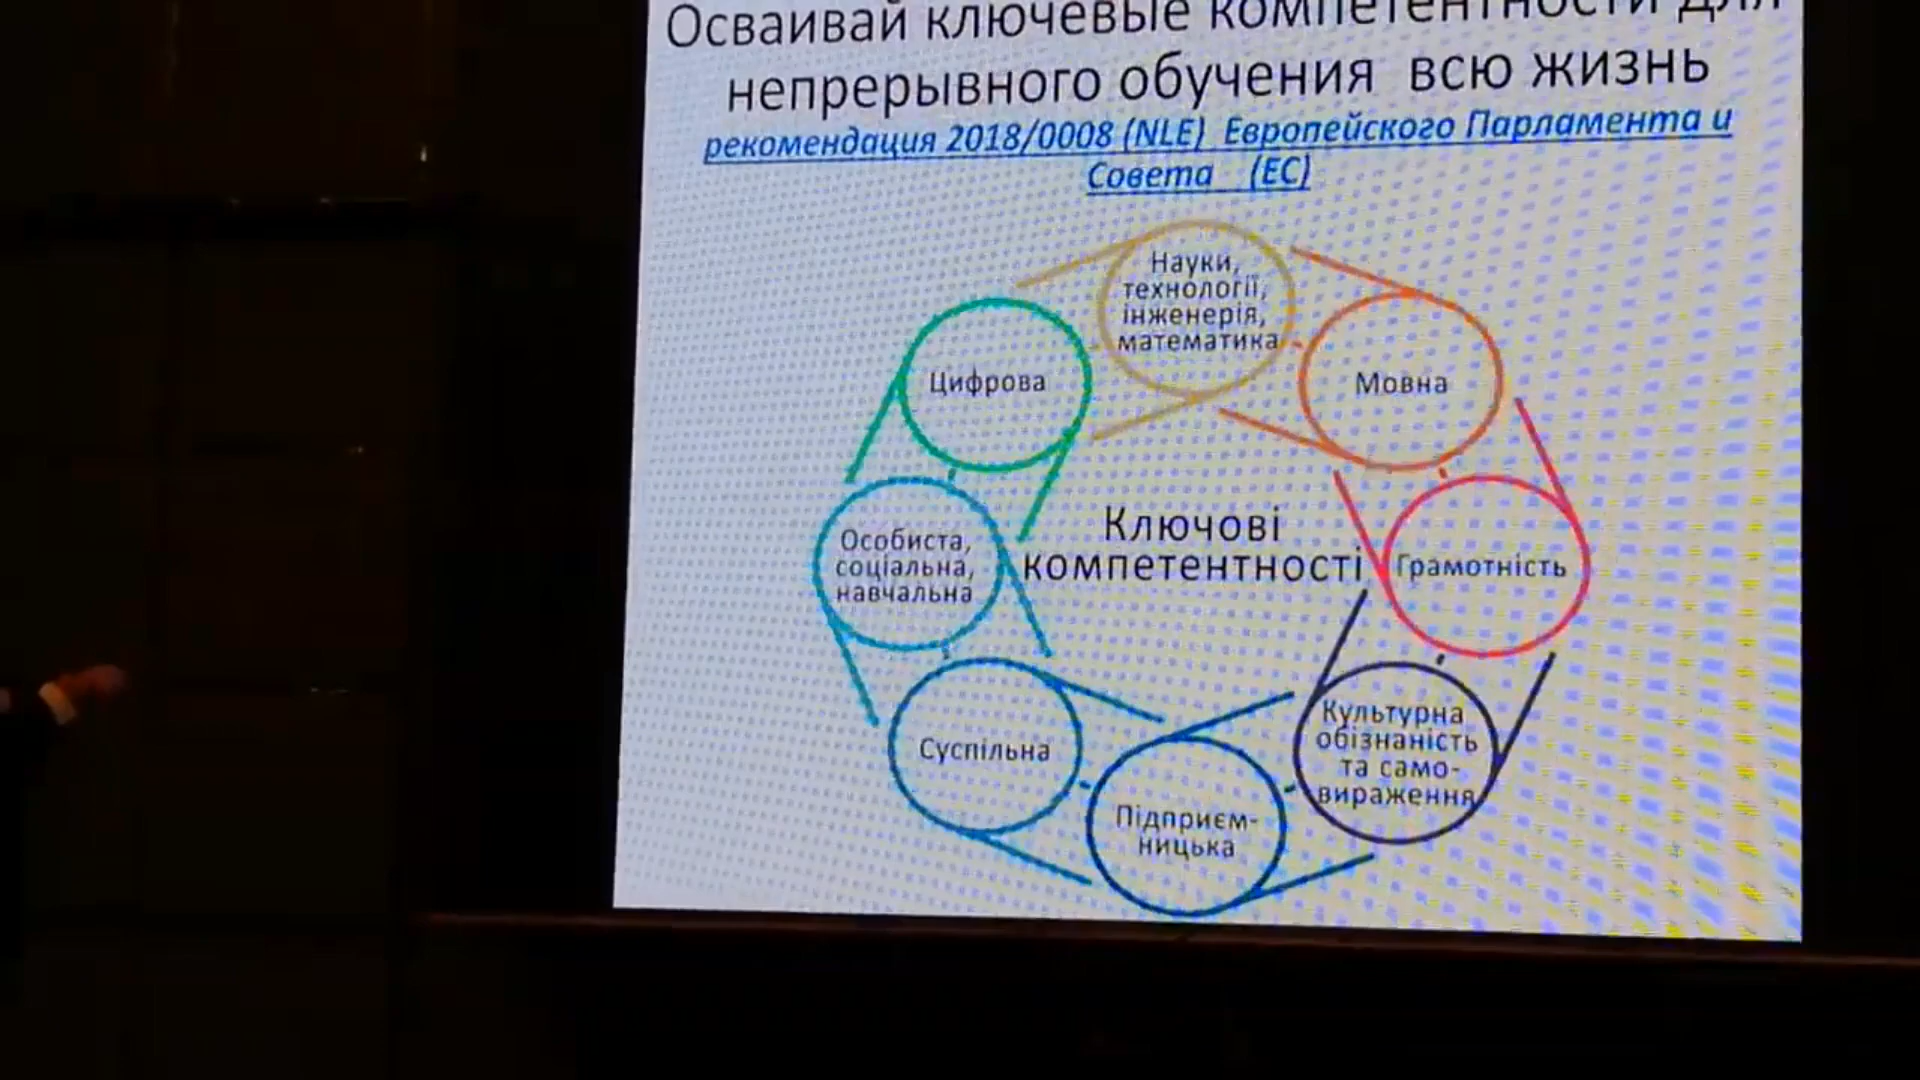 Осваивай ключевые компетентности для
непрерывного обучения всю жизнь
рекомендация 2018/0008 (NLE) Европейского Парламента и
Совета (ЕС)
Науки,
технології,
інженерія,
математика
Цифрова
Мовна
Особиста,
соціальна,
навчальна
Ключові
компетентності
Грамотність
Суспільна
Підприєм-
ницька
Культурна
обізнаність
та само-
вираження